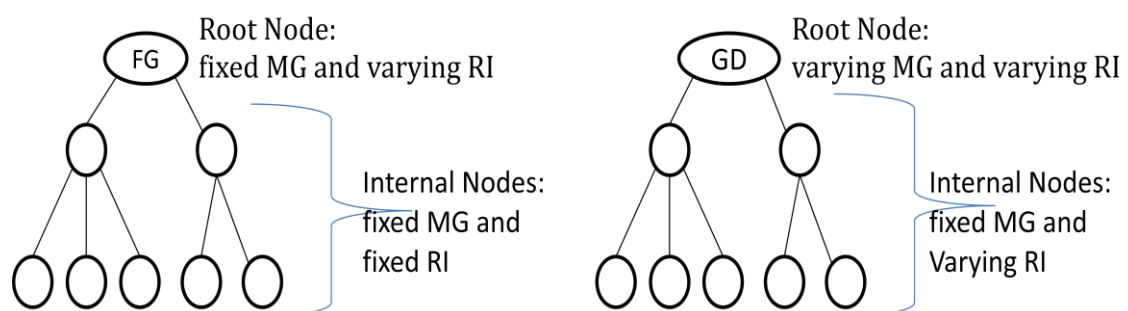 FG
Root Node:
fixed MG and varying RI
Internal Nodes:
fixed MG and
fixed RI
GD
Root Node:
varying MG and varying RI
Internal Nodes:
fixed MG and
Varying RI